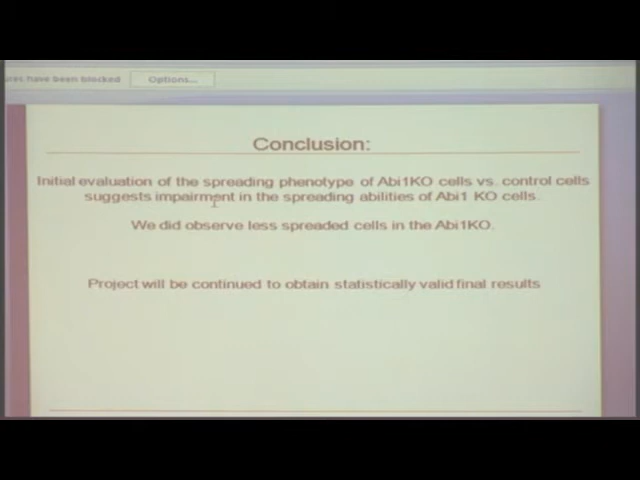 ures have been blocked
Options...
Conclusion:
Initial evaluation of the spreading phenotype of Abi1KO cells vs. control cells
suggests impairment in the spreading abilities of Abi1 KO cells.
We did observe less spreaded cells in the Abi1KO.
Project will be continued to obtain statistically valid final results